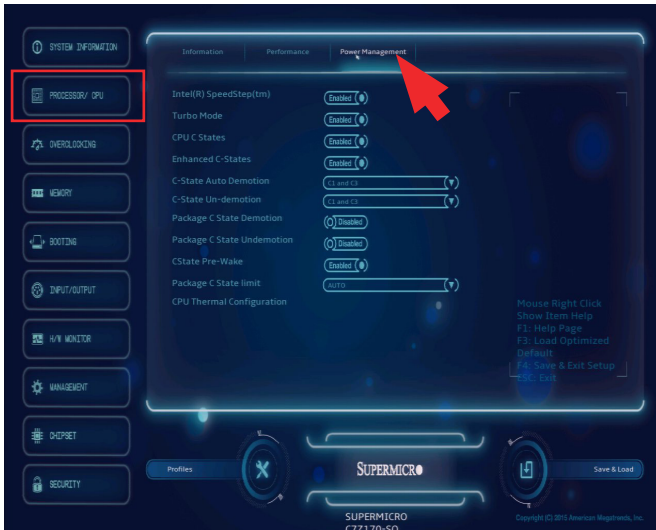 SYSTEM INFORMATION
PROCESSOR/ CPU
OVERCLOCKING
MEMORY
BOOTING
INPUT/OUTPUT
H/W MONITOR
MANAGEMENT
CHIPSET
SECURITY
Information Performance Power Management
Intel(R) SpeedStep(tm) Enabled
Turbo Mode Enabled
CPU C States Enabled
Enhanced C-States Enabled
C-State Auto Demotion C1 and C3
C-State Un-demotion C1 and C3
Package C State Demotion Disabled
Package C State Undemotion Disabled
CState Pre-Wake Enabled
Package C State limit AUTO
CPU Thermal Configuration
Mouse Right Click
Show Item Help
F1: Help Page
F3: Load Optimized
Default
F4: Save & Exit Setup
ESC: Exit
Profiles
SUPERMICRO
Save & Load
SUPERMICRO
C7Z170-SQ
Copyright (C) 2015 American Megatrends, Inc.